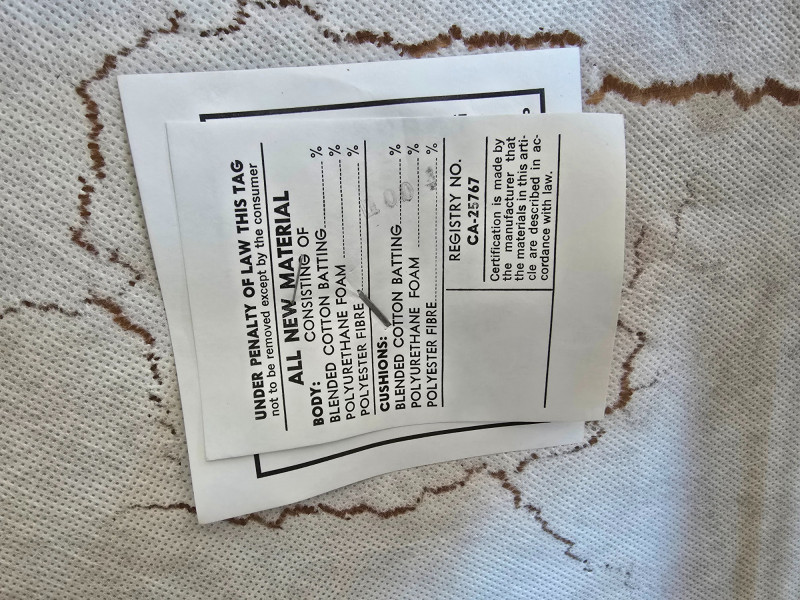 UNDER PENALTY OF LAW THIS TAG
not to be removed except by the consumer
ALL NEW MATERIAL
CONSISTING OF
BODY:
BLENDED COTTON BATTING %
POLYURETHANE FOAM %
POLYESTER FIBRE %
CUSHIONS:
BLENDED COTTON BATTING %
POLYURETHANE FOAM 100 %
POLYESTER FIBRE %
REGISTRY NO.
CA-25767
Certification is made by
the manufacturer that
the materials in this arti-
cle are described in ac-
cordance with law.